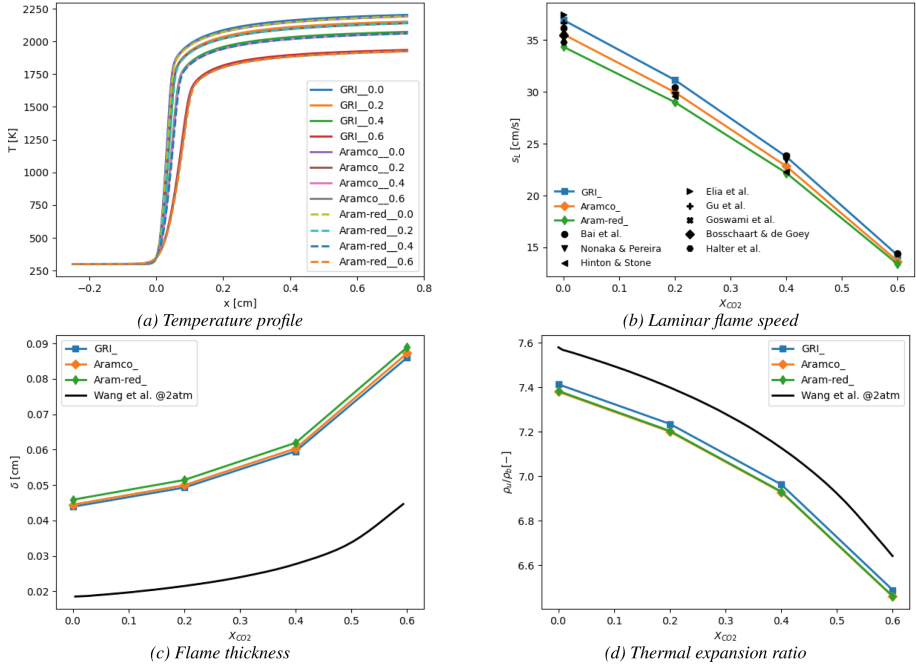 2250
2000
1750
1500
1250
1000
750
500
250
T [K]
GRI__0.0
GRI__0.2
GRI__0.4
GRI__0.6
Aramco__0.0
Aramco__0.2
Aramco__0.4
Aramco__0.6
Aram-red__0.0
Aram-red__0.2
Aram-red__0.4
Aram-red__0.6
−0.2 0.0 0.2 0.4 0.6 0.8
x [cm]
(a) Temperature profile
35
30
25
20
15
s_L [cm/s]
GRI_
Aramco_
Aram-red_
Bai et al.
Nonaka & Pereira
Hinton & Stone
Elia et al.
Gu et al.
Goswami et al.
Bosschaart & de Goey
Halter et al.
0.0 0.1 0.2 0.3 0.4 0.5 0.6
X_CO2
(b) Laminar flame speed
0.09
0.08
0.07
0.06
0.05
0.04
0.03
0.02
δ [cm]
GRI_
Aramco_
Aram-red_
Wang et al. @2atm
0.0 0.1 0.2 0.3 0.4 0.5 0.6
X_CO2
(c) Flame thickness
7.6
7.4
7.2
7.0
6.8
6.6
6.4
ρ_u/ρ_b[−]
GRI_
Aramco_
Aram-red_
Wang et al. @2atm
0.0 0.1 0.2 0.3 0.4 0.5 0.6
X_CO2
(d) Thermal expansion ratio